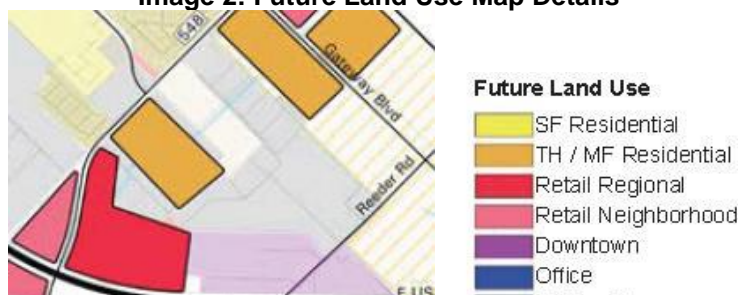 Image 2: Future Land Use Map Details
548
Gateway Blvd
Reeder Rd
E US
Future Land Use
SF Residential
TH / MF Residential
Retail Regional
Retail Neighborhood
Downtown
Office